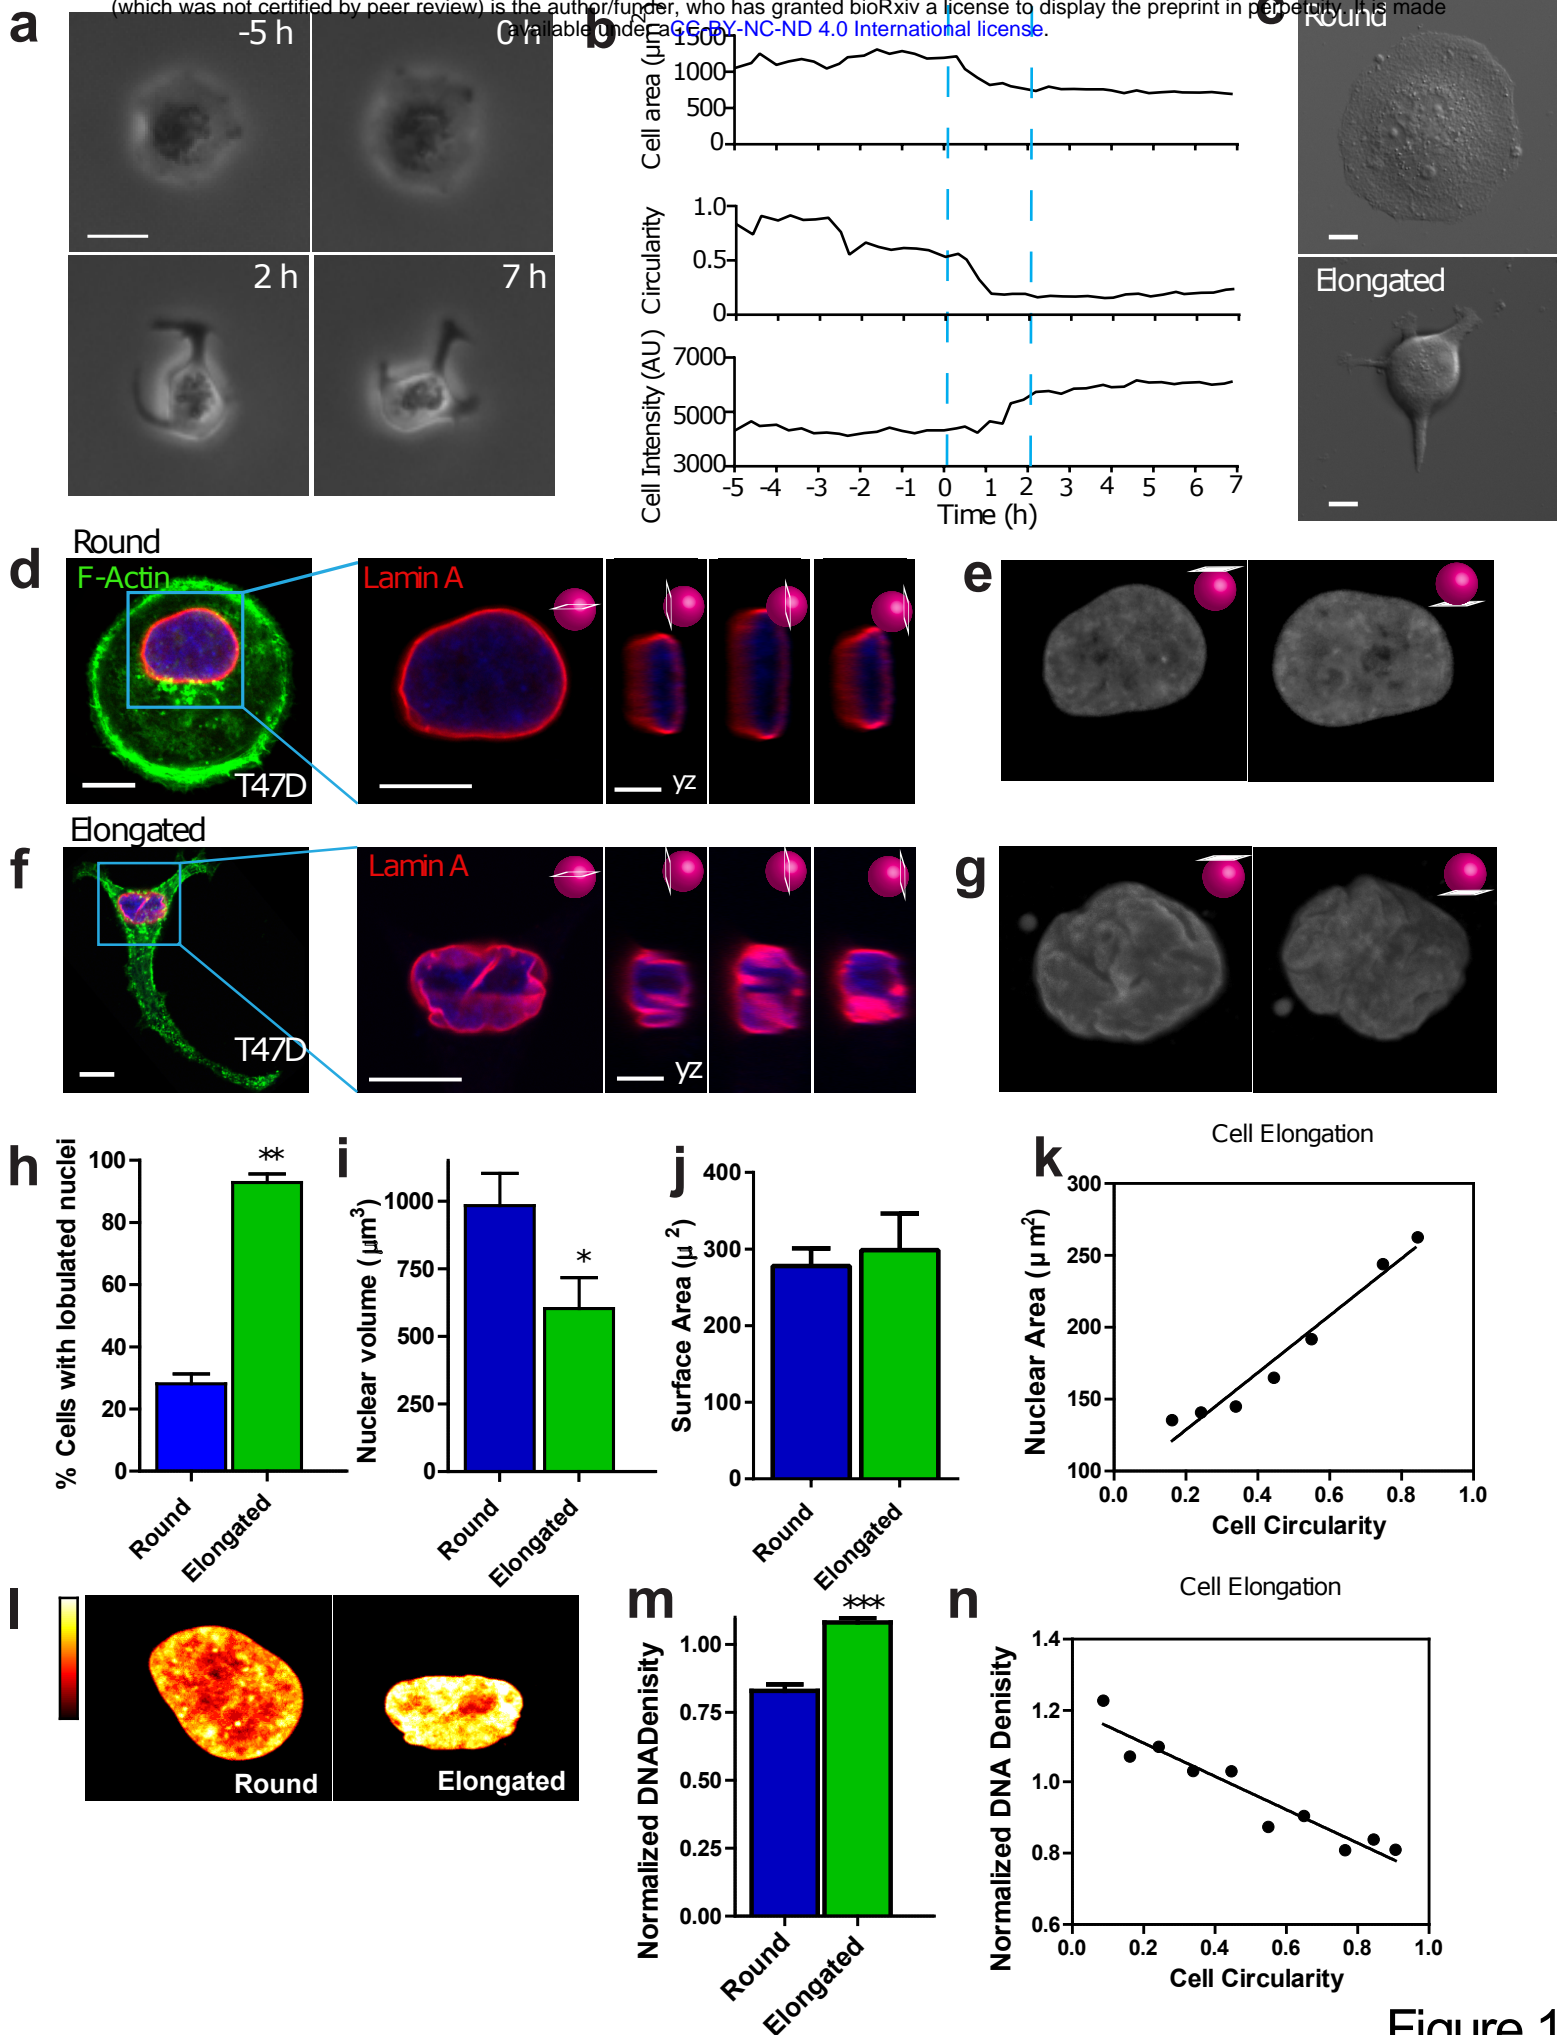 (which was not certified by peer review) is the author/funder, who has granted bioRxiv a license to display the preprint in perpetuity. It is made
available under aCC-BY-NC-ND 4.0 International license.
a
-5 h
0 h
2 h
7 h
b
Cell area (µm²)
1500
1000
500
0
Circularity
1.0
0.5
0
Cell Intensity (AU)
7000
5000
3000
-5 -4 -3 -2 -1 0 1 2 3 4 5 6 7
Time (h)
c
Round
Elongated
d
Round
F-Actin
T47D
Lamin A
yz
e
f
Elongated
T47D
Lamin A
yz
g
h
% Cells with lobulated nuclei
100
80
60
40
20
0
**
Round
Elongated
i
Nuclear volume (µm³)
1000
750
500
250
0
*
Round
Elongated
j
Surface Area (µ²)
400
300
200
100
0
Round
Elongated
k
Cell Elongation
Nuclear Area (µm²)
300
250
200
150
100
0.0 0.2 0.4 0.6 0.8 1.0
Cell Circularity
l
Round
Elongated
m
Normalized DNADenisity
1.00
0.75
0.50
0.25
0.00
***
Round
Elongated
n
Cell Elongation
Normalized DNA Denisity
1.4
1.2
1.0
0.8
0.6
0.0 0.2 0.4 0.6 0.8 1.0
Cell Circularity
Figure 1